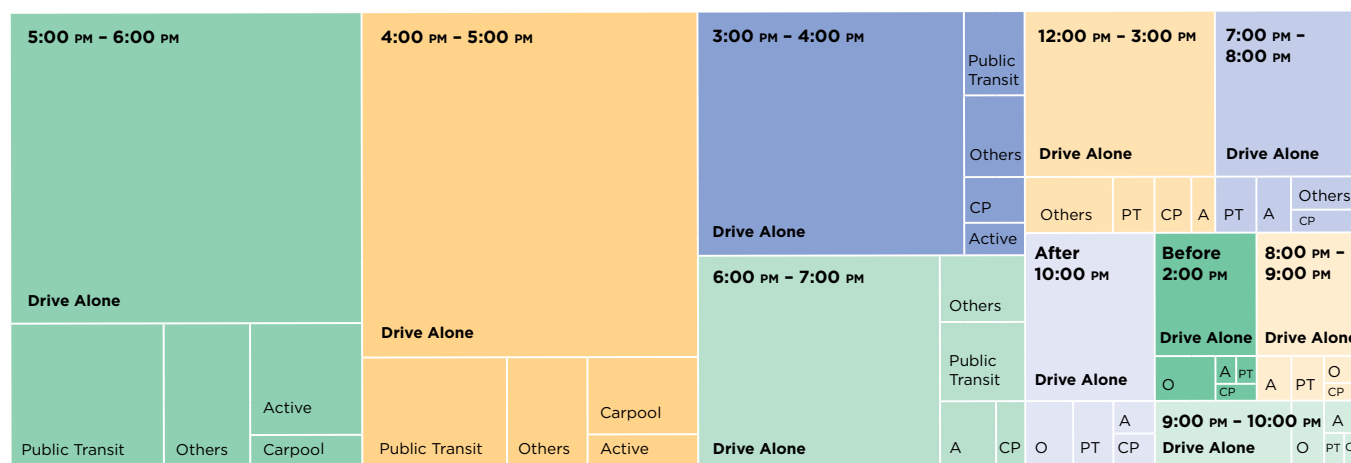 5:00 PM – 6:00 PM
Drive Alone
Public Transit
Others
Active
Carpool
4:00 PM – 5:00 PM
Drive Alone
Public Transit
Others
Carpool
Active
3:00 PM – 4:00 PM
Drive Alone
Public
Transit
Others
CP
Active
6:00 PM – 7:00 PM
Drive Alone
Others
Public
Transit
A
CP
12:00 PM – 3:00 PM
Drive Alone
Others
PT
CP
A
7:00 PM –
8:00 PM
Drive Alone
PT
A
Others
CP
After
10:00 PM
Drive Alone
O
PT
A
CP
Before
2:00 PM
Drive Alone
O
A
PT
CP
8:00 PM –
9:00 PM
Drive Alone
A
PT
O
CP
9:00 PM – 10:00 PM
Drive Alone
O
A
PT